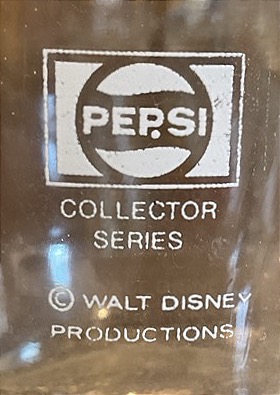 PEPSI
COLLECTOR
SERIES
© WALT DISNEY
PRODUCTIONS